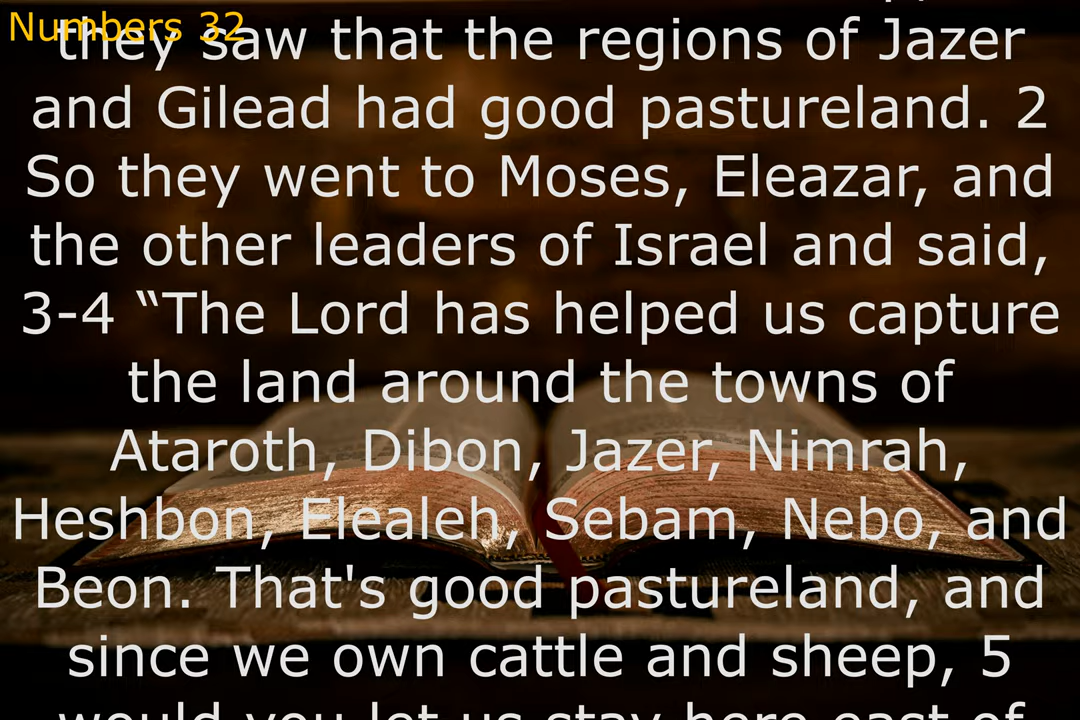 Numbers 32
they saw that the regions of Jazer
and Gilead had good pastureland. 2
So they went to Moses, Eleazar, and
the other leaders of Israel and said,
3-4 “The Lord has helped us capture
the land around the towns of
Ataroth, Dibon, Jazer, Nimrah,
Heshbon, Elealeh, Sebam, Nebo, and
Beon. That's good pastureland, and
since we own cattle and sheep, 5
would you let us stay here east of